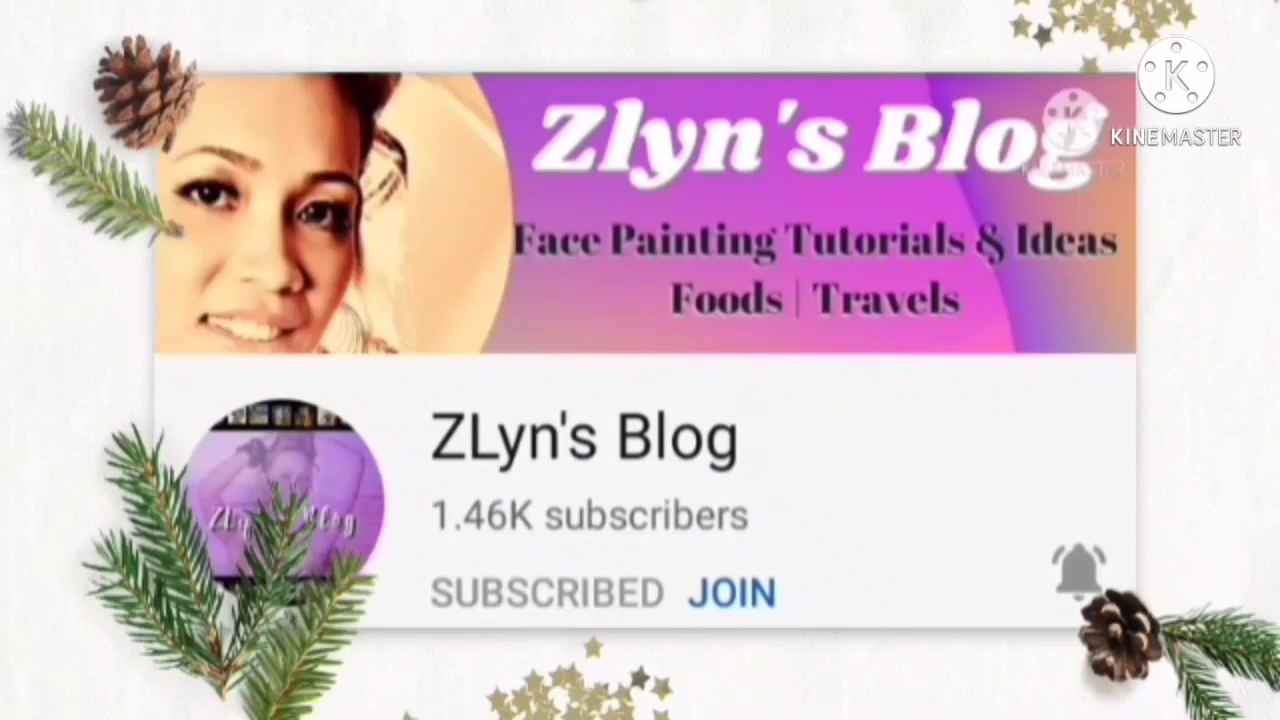 Zlyn's Blog
K
KINEMASTER
Face Painting Tutorials & Ideas
Foods | Travels
ZLyn's Blog
1.46K subscribers
SUBSCRIBED JOIN